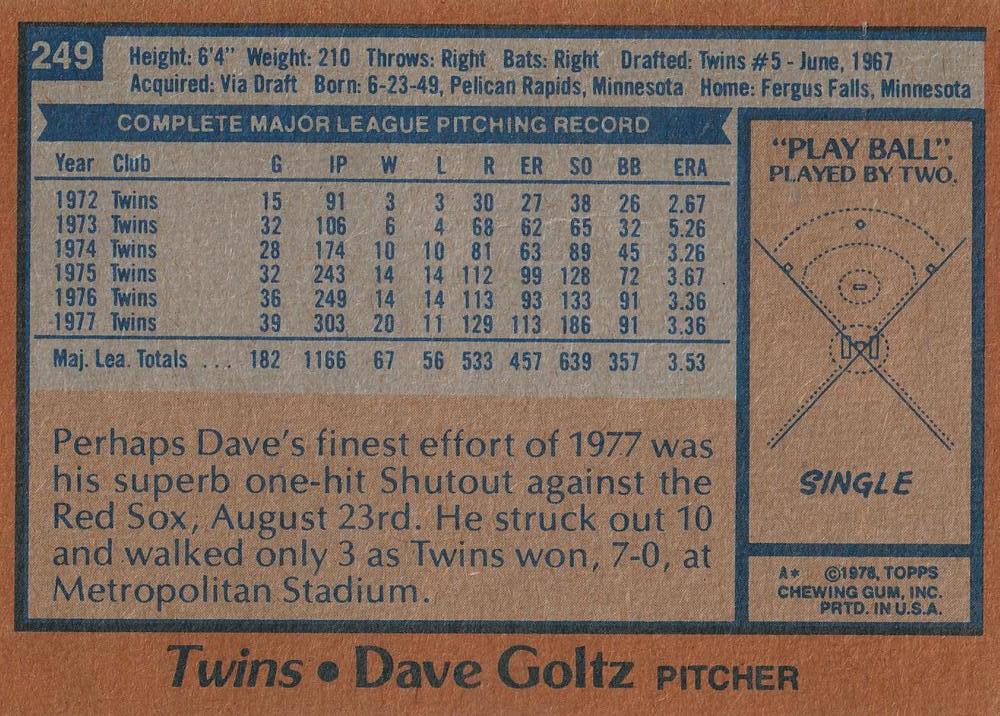 249
Height: 6'4" Weight: 210 Throws: Right Bats: Right Drafted: Twins #5 - June, 1967
Acquired: Via Draft Born: 6-23-49, Pelican Rapids, Minnesota Home: Fergus Falls, Minnesota
COMPLETE MAJOR LEAGUE PITCHING RECORD
Year Club G IP W L R ER SO BB ERA
1972 Twins 15 91 3 3 30 27 38 26 2.67
1973 Twins 32 106 6 4 68 62 65 32 5.26
1974 Twins 28 174 10 10 81 63 89 45 3.26
1975 Twins 32 243 14 14 112 99 128 72 3.67
1976 Twins 36 249 14 14 113 93 133 91 3.36
1977 Twins 39 303 20 11 129 113 186 91 3.36
Maj. Lea. Totals ... 182 1166 67 56 533 457 639 357 3.53
Perhaps Dave's finest effort of 1977 was
his superb one-hit Shutout against the
Red Sox, August 23rd. He struck out 10
and walked only 3 as Twins won, 7-0, at
Metropolitan Stadium.
"PLAY BALL".
PLAYED BY TWO.
SINGLE
A* ©1978, TOPPS
CHEWING GUM, INC.
PRTD. IN U.S.A.
Twins • Dave Goltz PITCHER